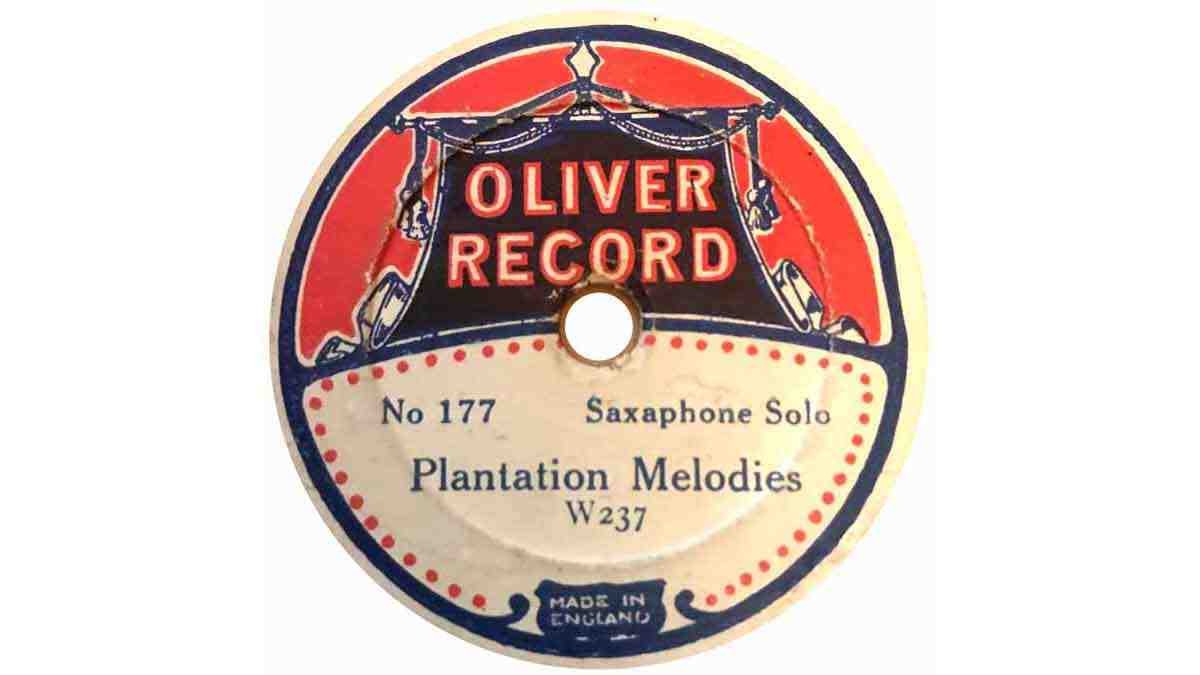 OLIVER
RECORD
No 177 Saxaphone Solo
Plantation Melodies
W237
MADE IN
ENGLAND